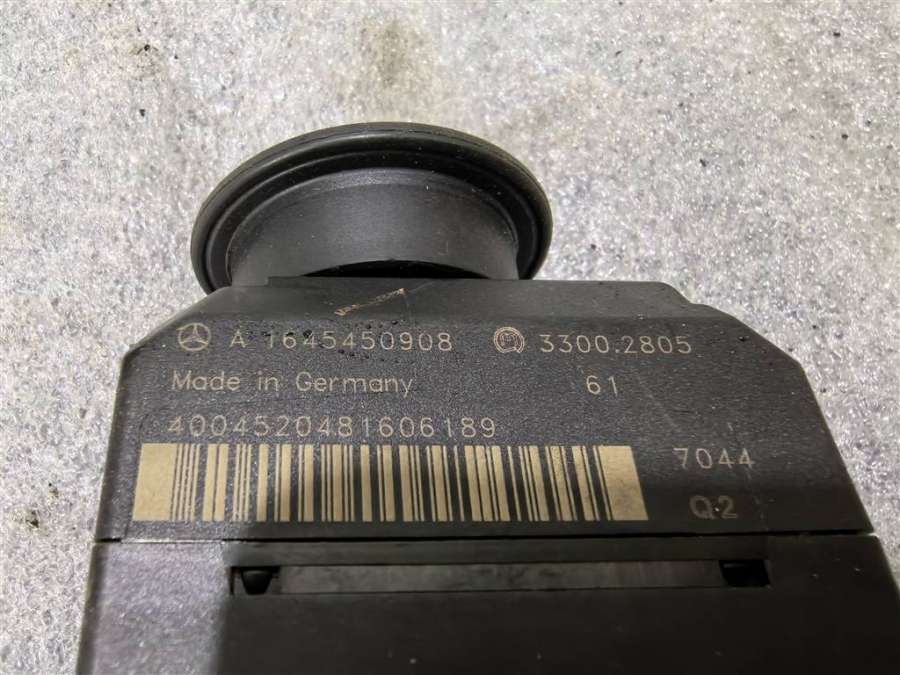 A 1645450908 3300.2805
Made in Germany 61
4004520481606189
7044
Q2